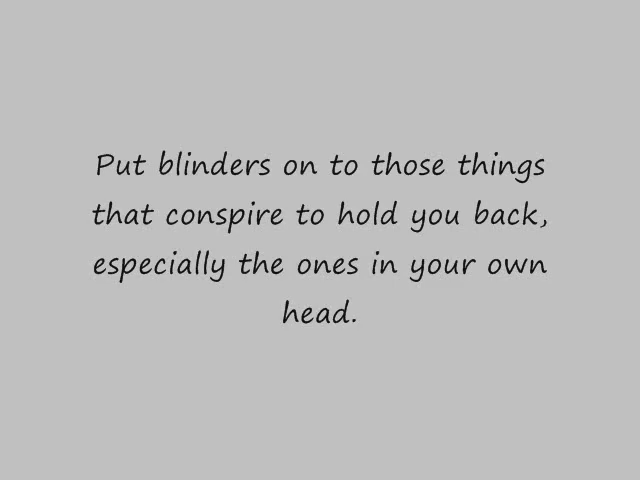 Put blinders on to those things
that conspire to hold you back,
especially the ones in your own
head.